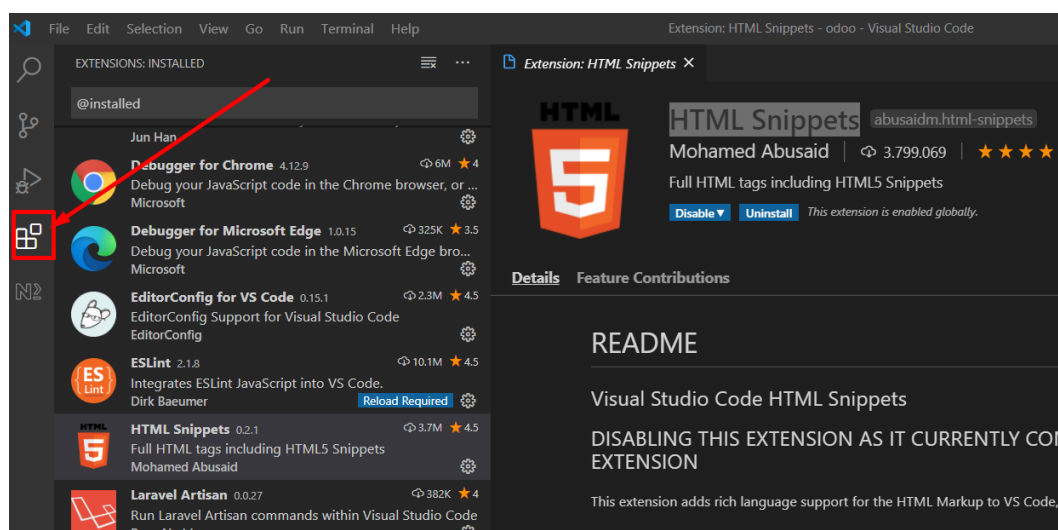 File Edit Selection View Go Run Terminal Help
Extension: HTML Snippets - odoo - Visual Studio Code
EXTENSIONS: INSTALLED
@installed
Jun Han
Debugger for Chrome 4.12.9 6M 4
Debug your JavaScript code in the Chrome browser, or ...
Microsoft
Debugger for Microsoft Edge 1.0.15 325K 3.5
Debug your JavaScript code in the Microsoft Edge bro...
Microsoft
EditorConfig for VS Code 0.15.1 2.3M 4.5
EditorConfig Support for Visual Studio Code
EditorConfig
ES Lint
ESLint 2.1.8 10.1M 4.5
Integrates ESLint JavaScript into VS Code.
Dirk Baeumer Reload Required
HTML 5
HTML Snippets 0.2.1 3.7M 4.5
Full HTML tags including HTML5 Snippets
Mohamed Abusaid
Laravel Artisan 0.0.27 382K 4
Run Laravel Artisan commands within Visual Studio Code
Extension: HTML Snippets
HTML
5
HTML Snippets abusaidm.html-snippets
Mohamed Abusaid 3.799.069
Full HTML tags including HTML5 Snippets
Disable Uninstall This extension is enabled globally.
Details Feature Contributions
README
Visual Studio Code HTML Snippets
DISABLING THIS EXTENSION AS IT CURRENTLY
EXTENSION
This extension adds rich language support for the HTML Markup to VS Code.